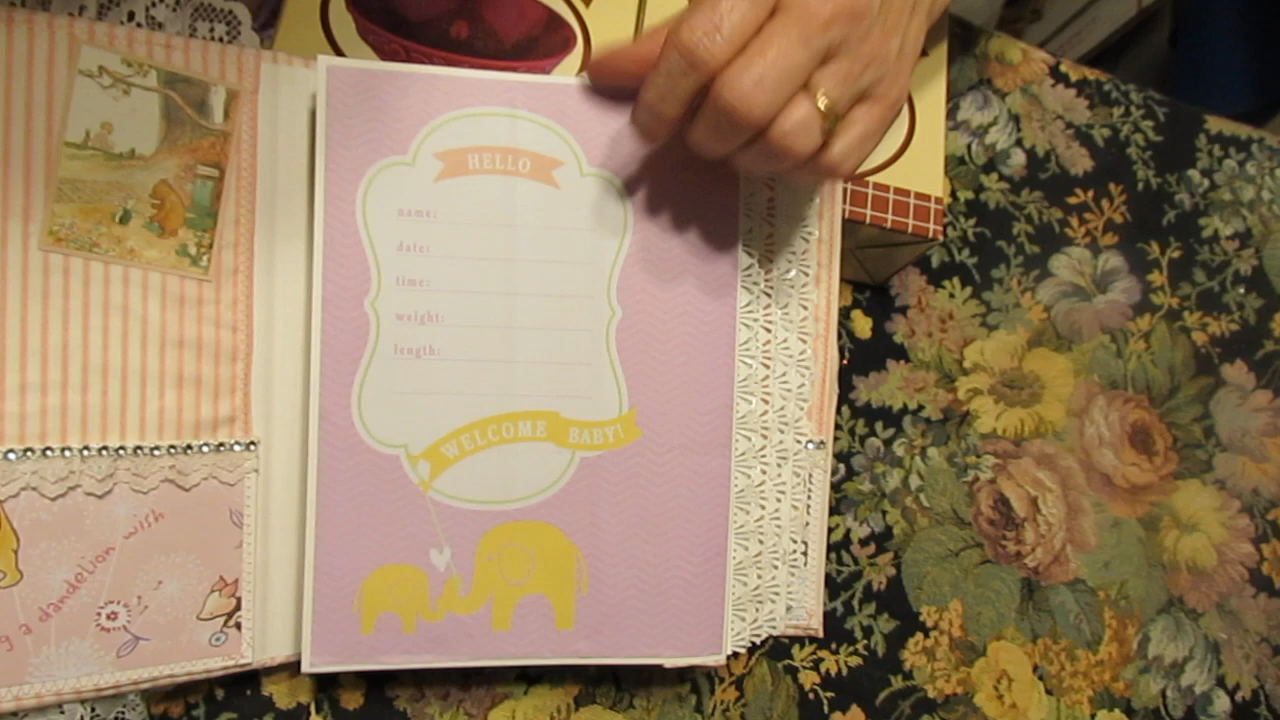 HELLO
name:
date:
time:
weight:
length:
WELCOME BABY!
g a dandelion wish